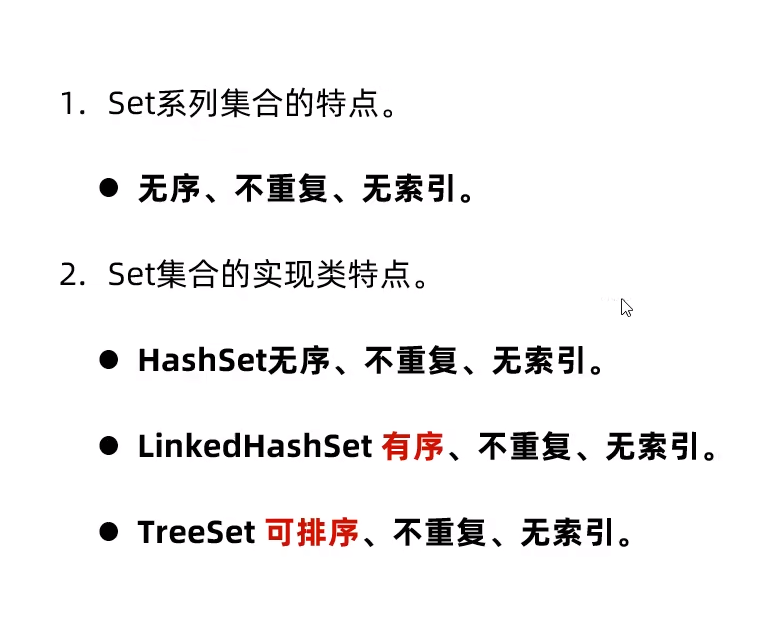 1. Set系列集合的特点。
● 无序、不重复、无索引。
2. Set集合的实现类特点。
● HashSet无序、不重复、无索引。
● LinkedHashSet 有序、不重复、无索引。
● TreeSet 可排序、不重复、无索引。